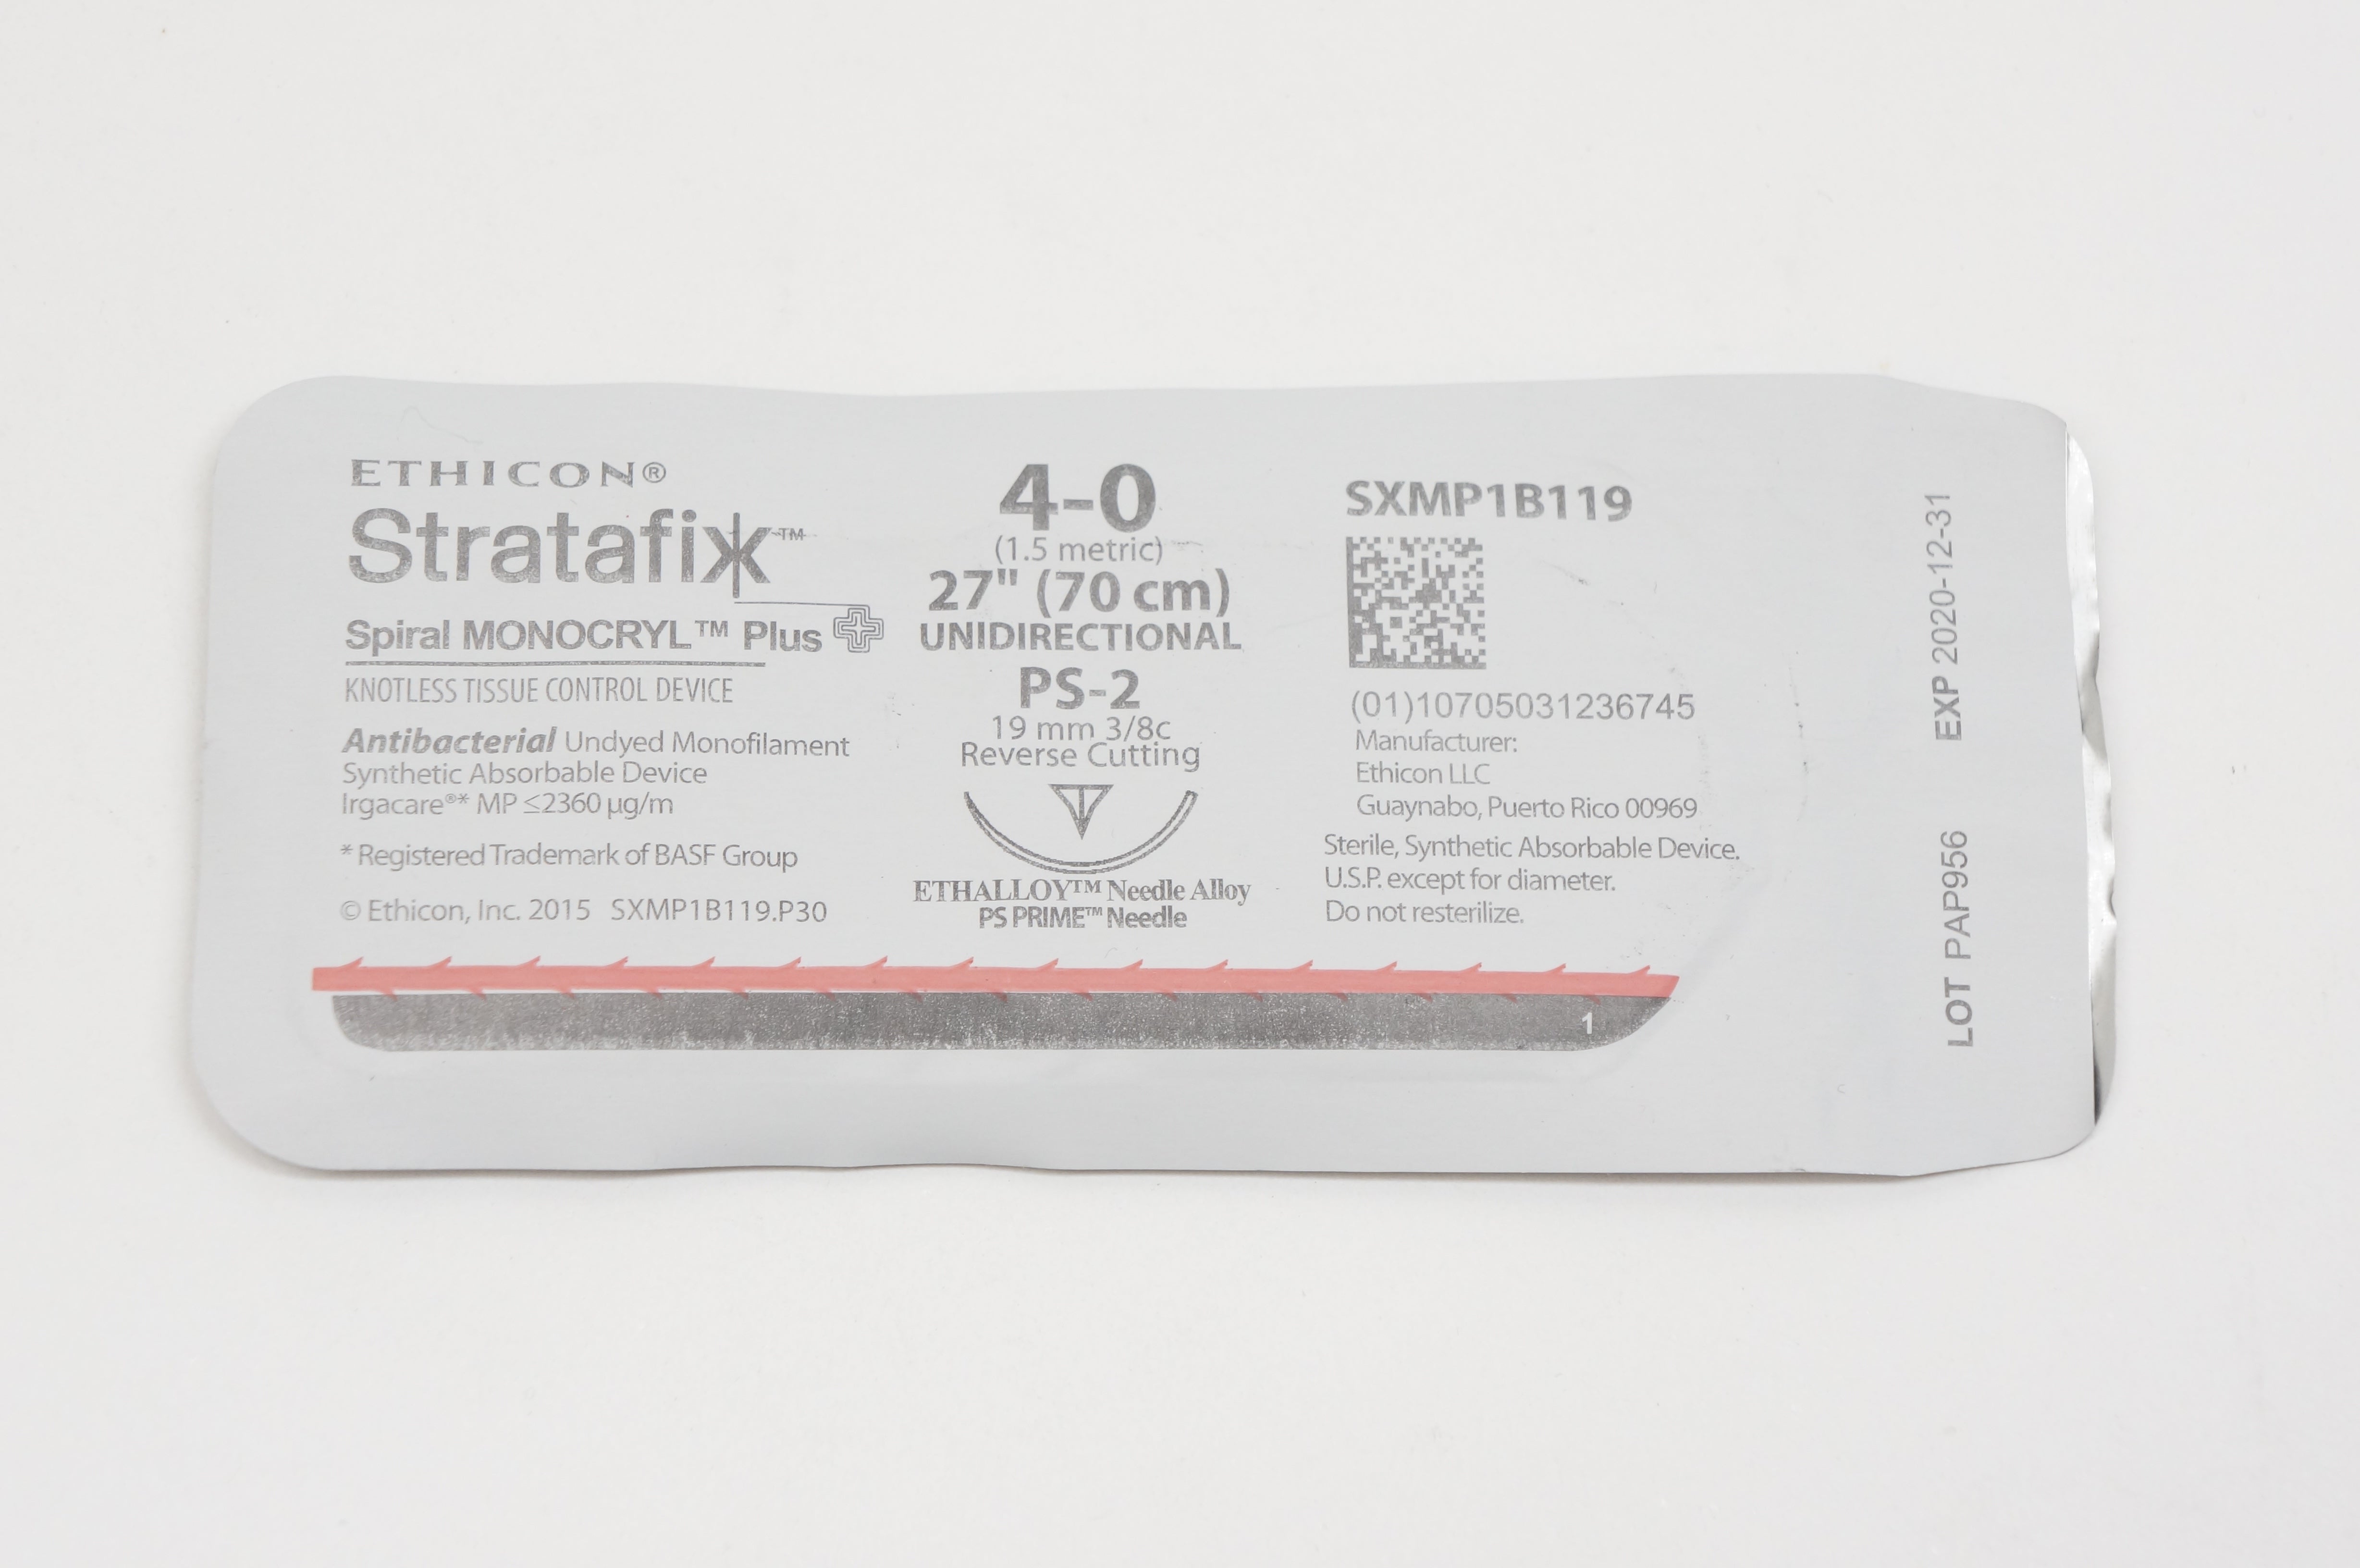 ETHICON®
Stratafix™
Spiral MONOCRYL™ Plus
KNOTLESS TISSUE CONTROL DEVICE
Antibacterial Undyed Monofilament
Synthetic Absorbable Device
Irgacare®* MP ≤2360 µg/m
* Registered Trademark of BASF Group
© Ethicon, Inc. 2015 SXMP1B119.P30
4-0
(1.5 metric)
27" (70 cm)
UNIDIRECTIONAL
PS-2
19 mm 3/8c
Reverse Cutting
ETHALLOY™ Needle Alloy
PS PRIME™ Needle
SXMP1B119
(01)10705031236745
Manufacturer:
Ethicon LLC
Guaynabo, Puerto Rico 00969
Sterile, Synthetic Absorbable Device.
U.S.P. except for diameter.
Do not resterilize.
1
LOT PAP956 EXP 2020-12-31